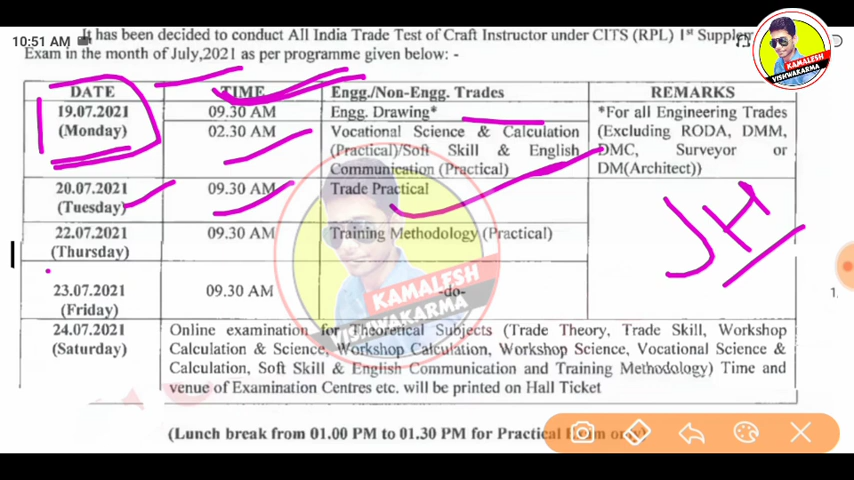 It has been decided to conduct All India Trade Test of Craft Instructor under CITS (RPL) 1st
10:51 AM
Exam in the month of July,2021 as per programme given below: -
DATE TIME Engg./Non-Engg. Trades REMARKS
19.07.2021 09.30 AM Engg. Drawing* *For all Engineering Trades
(Monday) 02.30 AM Vocational Science & Calculation (Excluding RODA, DMM,
(Practical)/Soft Skill & English DMC, Surveyor or
Communication (Practical) DM(Architect))
20.07.2021 09.30 AM Trade Practical
(Tuesday)
22.07.2021 09.30 AM Training Methodology (Practical)
(Thursday)
23.07.2021 09.30 AM -do-
(Friday)
24.07.2021 Online examination for Theoretical Subjects (Trade Theory, Trade Skill, Workshop
(Saturday) Calculation & Science, Workshop Calculation, Workshop Science, Vocational Science &
Calculation, Soft Skill & English Communication and Training Methodology) Time and
venue of Examination Centres etc. will be printed on Hall Ticket
(Lunch break from 01.00 PM to 01.30 PM for Practical Exam only)
KAMALESH
VISHWAKARMA
KAMALESH
VISHWAKARMA
JH
1.